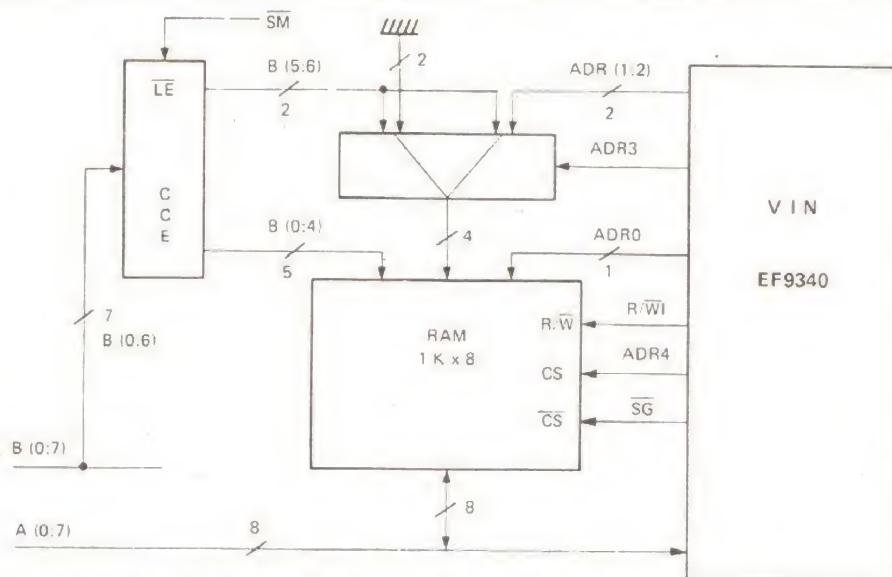 SM
B (5:6)
2
2
ADR (1:2)
2
LE
C
C
E
ADR3
V I N
EF9340
B (0:4)
5
4
ADR0
1
7
B (0:6)
RAM
1 K x 8
R/W
R/WI
CS
ADR4
CS
SG
B (0:7)
8
A (0:7)
8